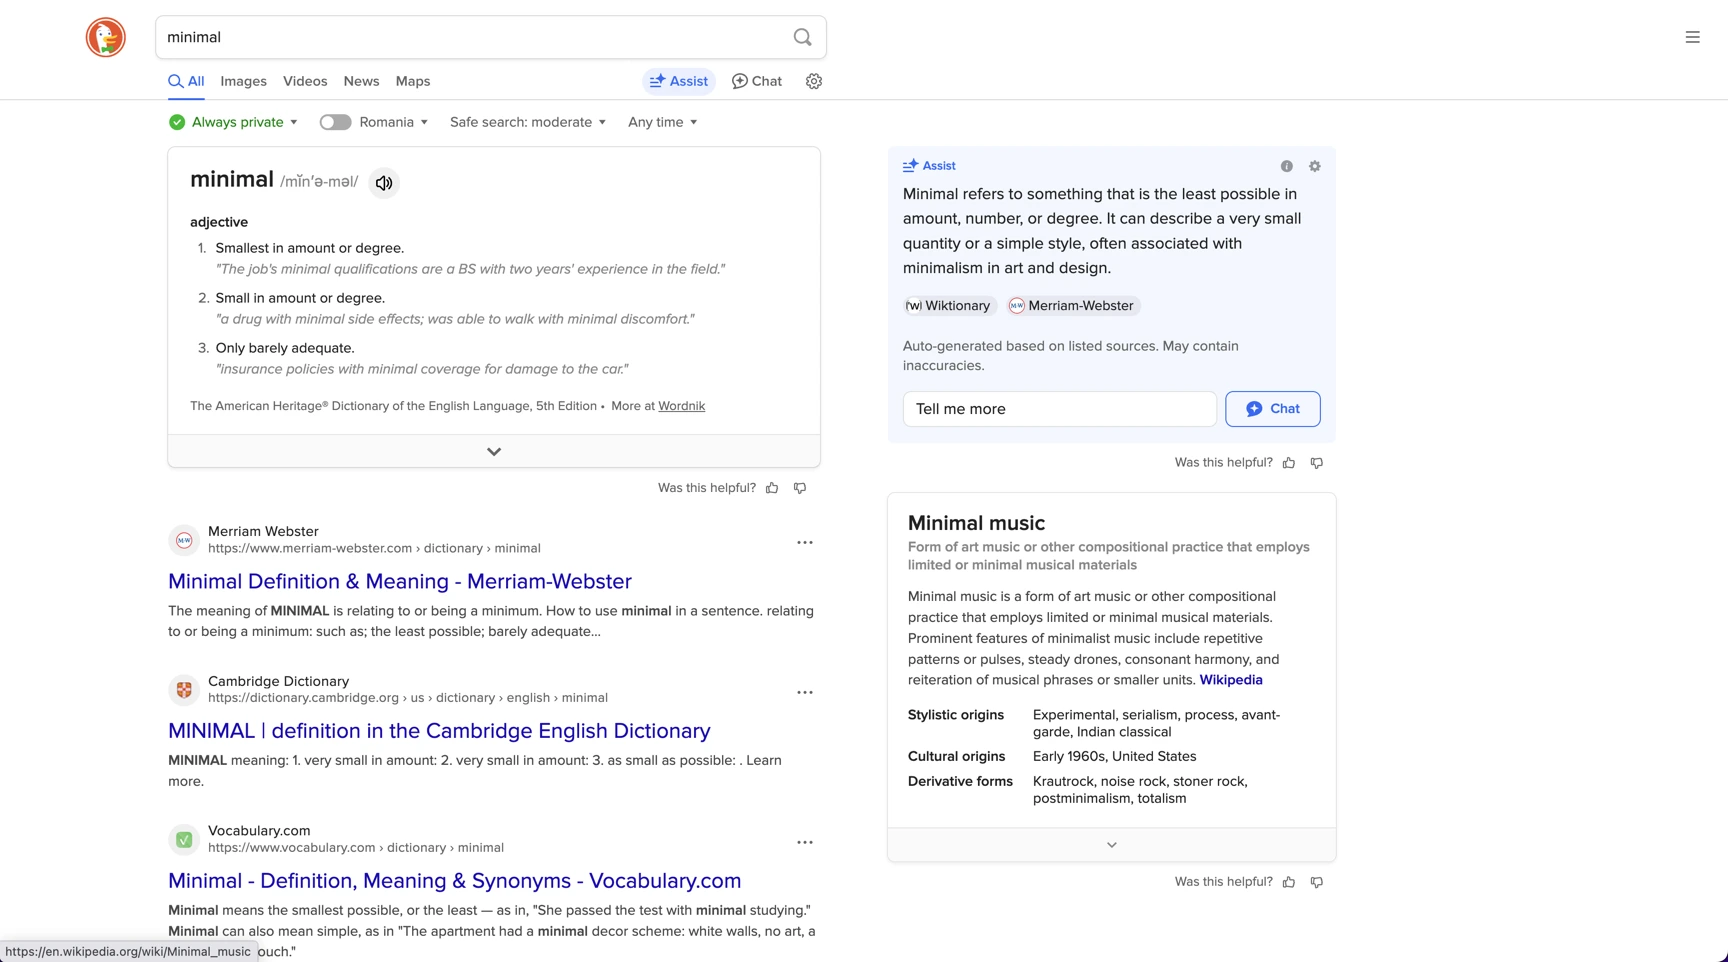 minimal
All Images Videos News Maps Assist Chat
Always private Romania Safe search: moderate Any time
minimal /mĭn′ə-məl/
adjective
1. Smallest in amount or degree.
"The job's minimal qualifications are a BS with two years' experience in the field."
2. Small in amount or degree.
"a drug with minimal side effects; was able to walk with minimal discomfort."
3. Only barely adequate.
"insurance policies with minimal coverage for damage to the car."
The American Heritage® Dictionary of the English Language, 5th Edition • More at Wordnik
Was this helpful?
Merriam Webster
https://www.merriam-webster.com › dictionary › minimal
Minimal Definition & Meaning - Merriam-Webster
The meaning of MINIMAL is relating to or being a minimum. How to use minimal in a sentence. relating
to or being a minimum: such as; the least possible; barely adequate...
Cambridge Dictionary
https://dictionary.cambridge.org › us › dictionary › english › minimal
MINIMAL | definition in the Cambridge English Dictionary
MINIMAL meaning: 1. very small in amount: 2. very small in amount: 3. as small as possible: . Learn
more.
Vocabulary.com
https://www.vocabulary.com › dictionary › minimal
Minimal - Definition, Meaning & Synonyms - Vocabulary.com
Minimal means the smallest possible, or the least — as in, "She passed the test with minimal studying."
Minimal can also mean simple, as in "The apartment had a minimal decor scheme: white walls, no art, a
ouch."
https://en.wikipedia.org/wiki/Minimal_music
Assist
Minimal refers to something that is the least possible in
amount, number, or degree. It can describe a very small
quantity or a simple style, often associated with
minimalism in art and design.
Wiktionary Merriam-Webster
Auto-generated based on listed sources. May contain
inaccuracies.
Tell me more Chat
Was this helpful?
Minimal music
Form of art music or other compositional practice that employs
limited or minimal musical materials
Minimal music is a form of art music or other compositional
practice that employs limited or minimal musical materials.
Prominent features of minimalist music include repetitive
patterns or pulses, steady drones, consonant harmony, and
reiteration of musical phrases or smaller units. Wikipedia
Stylistic origins Experimental, serialism, process, avant-
garde, Indian classical
Cultural origins Early 1960s, United States
Derivative forms Krautrock, noise rock, stoner rock,
postminimalism, totalism
Was this helpful?